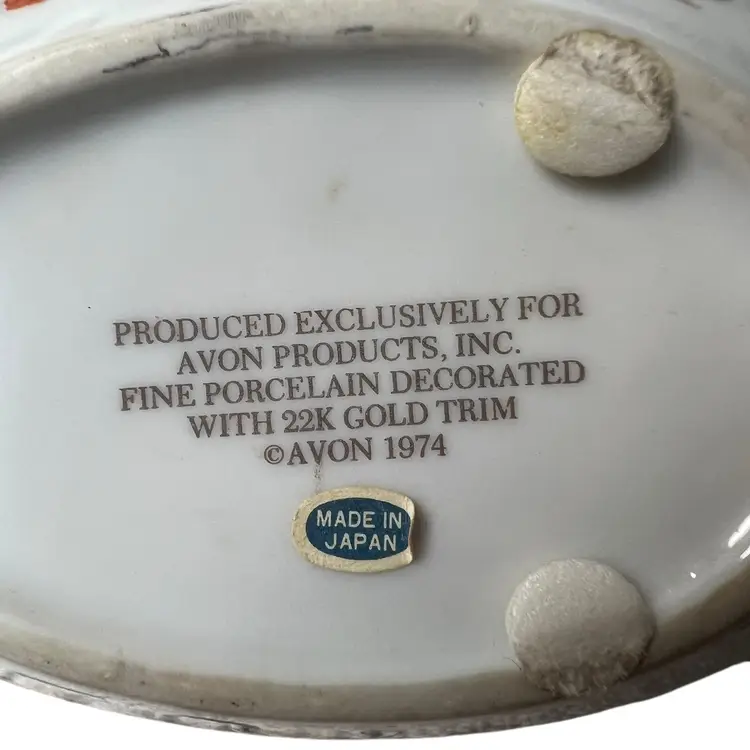 PRODUCED EXCLUSIVELY FOR
AVON PRODUCTS, INC.
FINE PORCELAIN DECORATED
WITH 22K GOLD TRIM
©AVON 1974
MADE IN
JAPAN